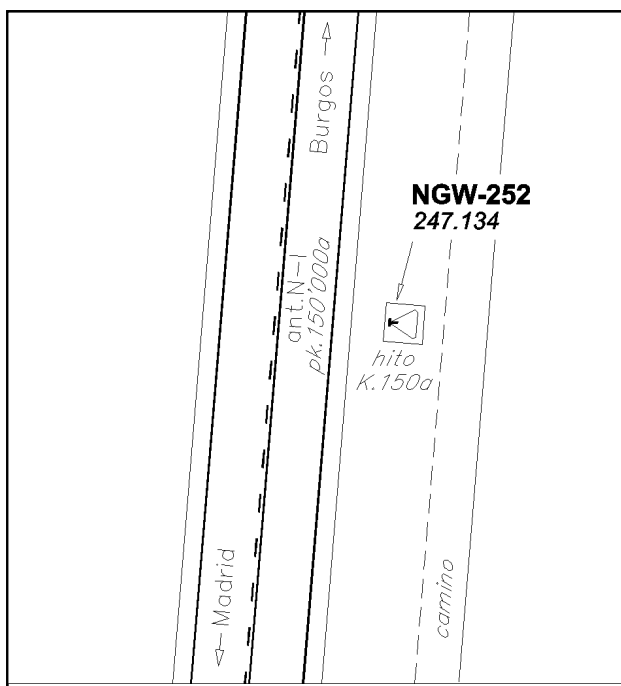 Burgos
NGW-252
247.134
ant.N-I
pk.150'000a
hito
K.150a
Madrid
camino